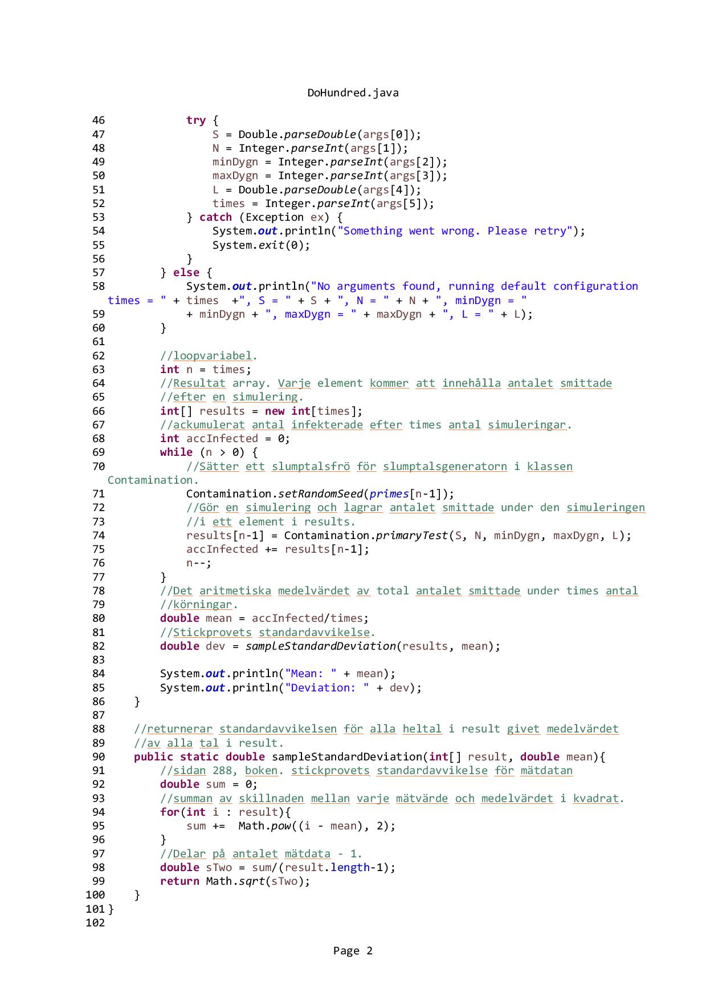 DoHundred.java
46            try {
47                S = Double.parseDouble(args[0]);
48                N = Integer.parseInt(args[1]);
49                minDygn = Integer.parseInt(args[2]);
50                maxDygn = Integer.parseInt(args[3]);
51                L = Double.parseDouble(args[4]);
52                times = Integer.parseInt(args[5]);
53            } catch (Exception ex) {
54                System.out.println("Something went wrong. Please retry");
55                System.exit(0);
56            }
57        } else {
58            System.out.println("No arguments found, running default configuration
times = " + times  +", S = " + S + ", N = " + N + ", minDygn = "
59            + minDygn + ", maxDygn = " + maxDygn + ", L = " + L);
60        }
61
62        //loopvariabel.
63        int n = times;
64        //Resultat array. Varje element kommer att innehålla antalet smittade
65        //efter en simulering.
66        int[] results = new int[times];
67        //ackumulerat antal infekterade efter times antal simuleringar.
68        int accInfected = 0;
69        while (n > 0) {
70            //Sätter ett slumptalsfrö för slumptalsgeneratorn i klassen
Contamination.
71            Contamination.setRandomSeed(primes[n-1]);
72            //Gör en simulering och lagrar antalet smittade under den simuleringen
73            //i ett element i results.
74            results[n-1] = Contamination.primaryTest(S, N, minDygn, maxDygn, L);
75            accInfected += results[n-1];
76            n--;
77        }
78        //Det aritmetiska medelvärdet av total antalet smittade under times antal
79        //körningar.
80        double mean = accInfected/times;
81        //Stickprovets standardavvikelse.
82        double dev = sampleStandardDeviation(results, mean);
83
84        System.out.println("Mean: " + mean);
85        System.out.println("Deviation: " + dev);
86    }
87
88    //returnerar standardavvikelsen för alla heltal i result givet medelvärdet
89    //av alla tal i result.
90    public static double sampleStandardDeviation(int[] result, double mean){
91        //sidan 288, boken. stickprovets standardavvikelse för mätdatan
92        double sum = 0;
93        //summan av skillnaden mellan varje mätvärde och medelvärdet i kvadrat.
94        for(int i : result){
95            sum +=  Math.pow((i - mean), 2);
96        }
97        //Delar på antalet mätdata - 1.
98        double sTwo = sum/(result.length-1);
99        return Math.sqrt(sTwo);
100    }
101}
102
Page 2